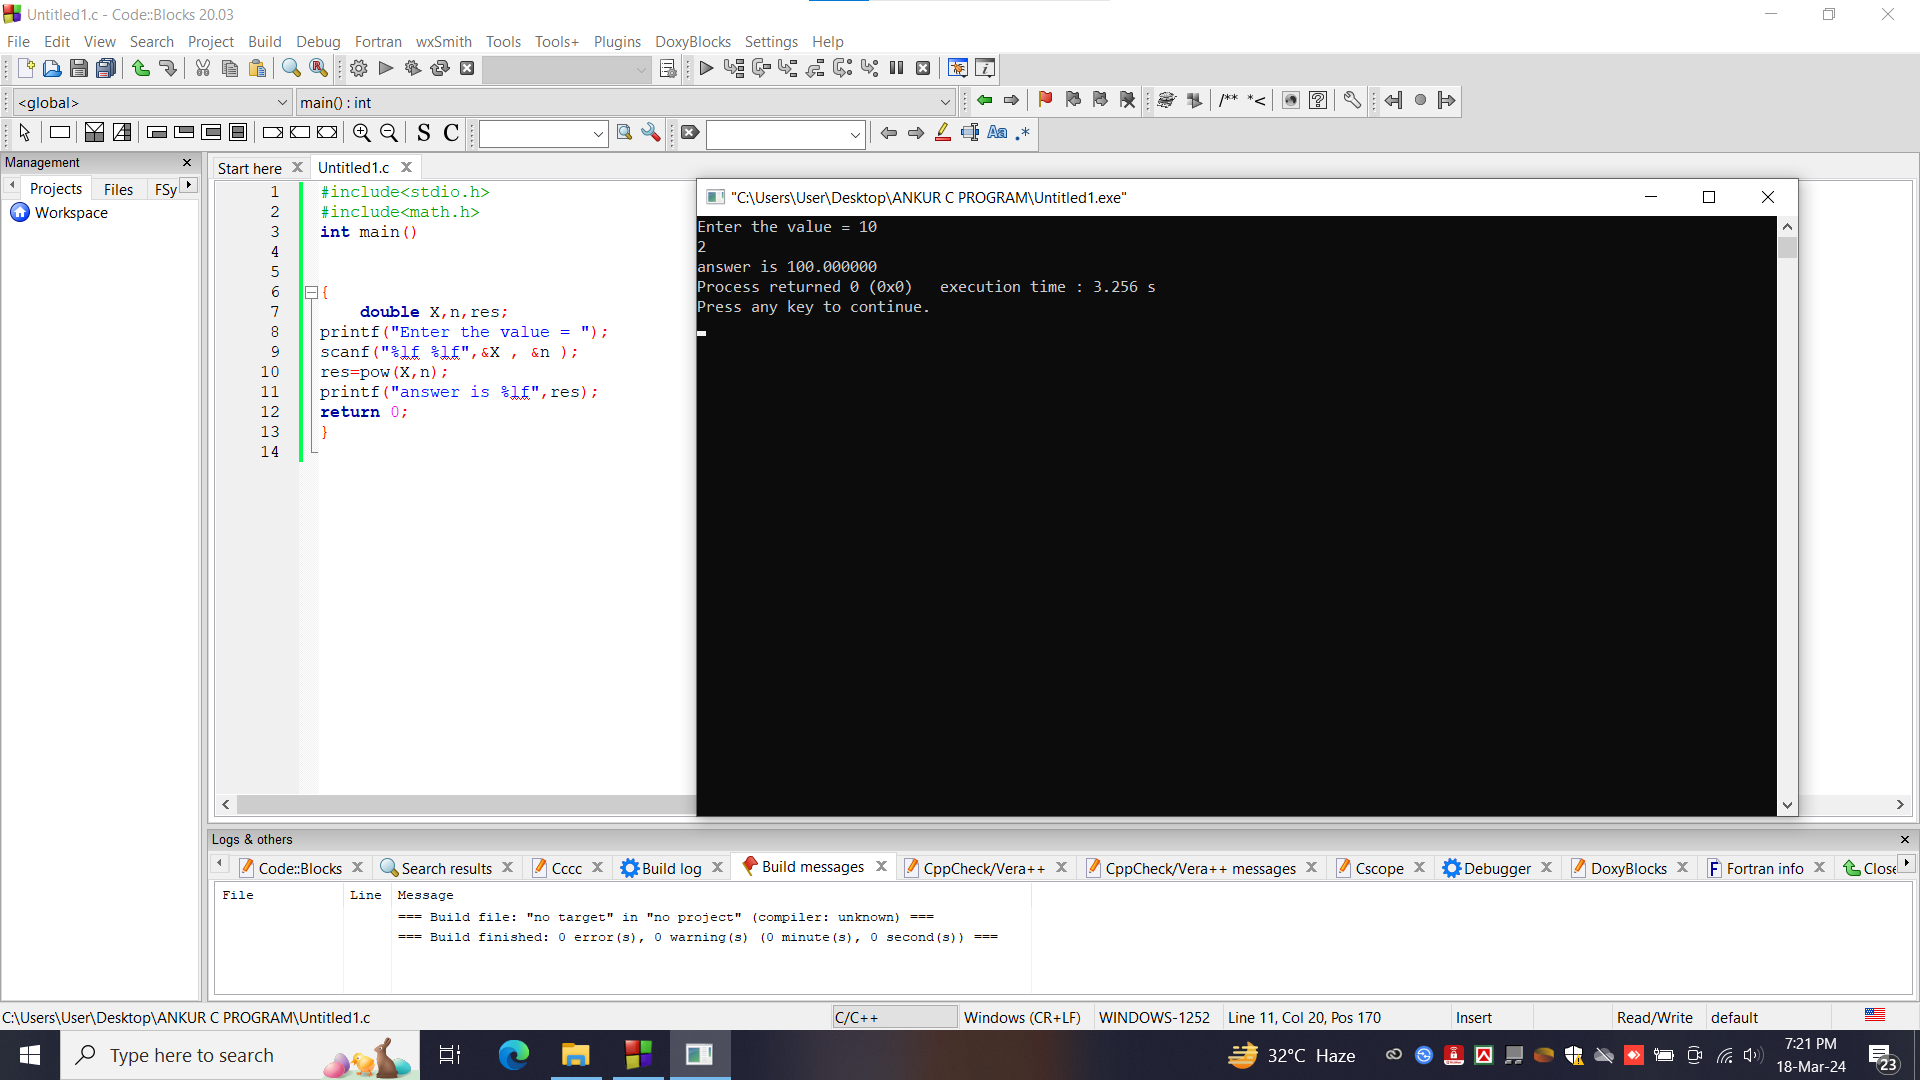 Untitled1.c - Code::Blocks 20.03
File Edit View Search Project Build Debug Fortran wxSmith Tools Tools+ Plugins DoxyBlocks Settings Help
<global> main() : int
/** *<
S C Aa .*
Management
Projects Files FSy
Workspace
Start here Untitled1.c
1 #include<stdio.h>
2 #include<math.h>
3 int main()
4
5
6 {
7 double X,n,res;
8 printf("Enter the value = ");
9 scanf("%lf %lf",&X , &n );
10 res=pow(X,n);
11 printf("answer is %lf",res);
12 return 0;
13 }
14
"C:\Users\User\Desktop\ANKUR C PROGRAM\Untitled1.exe"
Enter the value = 10
2
answer is 100.000000
Process returned 0 (0x0)   execution time : 3.256 s
Press any key to continue.
Logs & others
Code::Blocks Search results Cccc Build log Build messages CppCheck/Vera++ CppCheck/Vera++ messages Cscope Debugger DoxyBlocks Fortran info Close
File Line Message
=== Build file: "no target" in "no project" (compiler: unknown) ===
=== Build finished: 0 error(s), 0 warning(s) (0 minute(s), 0 second(s)) ===
C:\Users\User\Desktop\ANKUR C PROGRAM\Untitled1.c C/C++ Windows (CR+LF) WINDOWS-1252 Line 11, Col 20, Pos 170 Insert Read/Write default
Type here to search 32°C Haze 7:21 PM
18-Mar-24 23